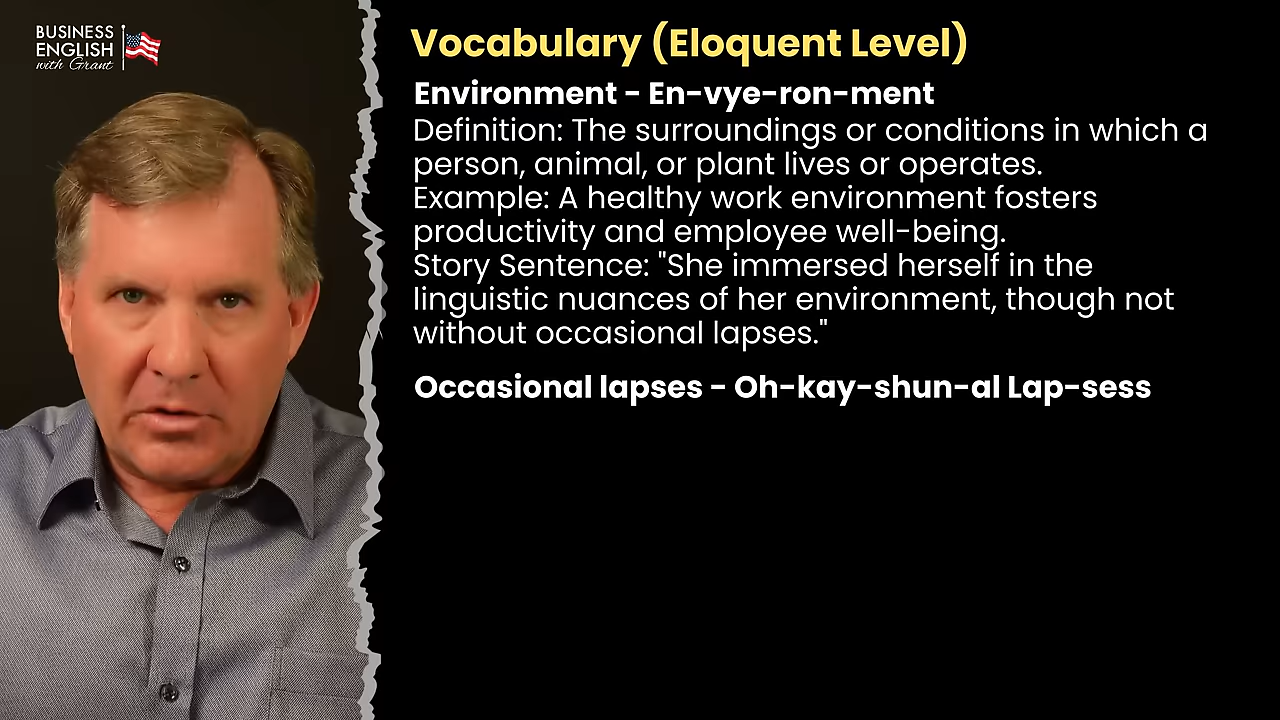 BUSINESS
ENGLISH
with Grant
Vocabulary (Eloquent Level)
Environment - En-vye-ron-ment
Definition: The surroundings or conditions in which a
person, animal, or plant lives or operates.
Example: A healthy work environment fosters
productivity and employee well-being.
Story Sentence: "She immersed herself in the
linguistic nuances of her environment, though not
without occasional lapses."
Occasional lapses - Oh-kay-shun-al Lap-sess